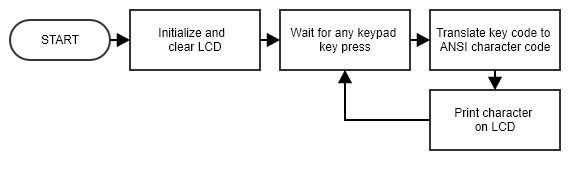 START
Initialize and
clear LCD
Wait for any keypad
key press
Translate key code to
ANSI character code
Print character
on LCD